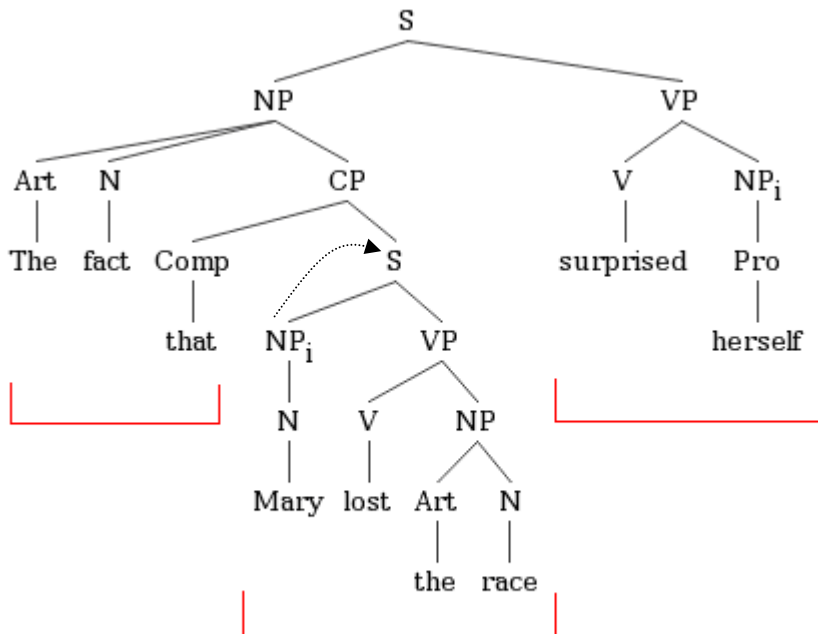 S
NP VP
Art N CP V NPi
The fact Comp S surprised Pro
that NPi VP herself
N V NP
Mary lost Art N
the race